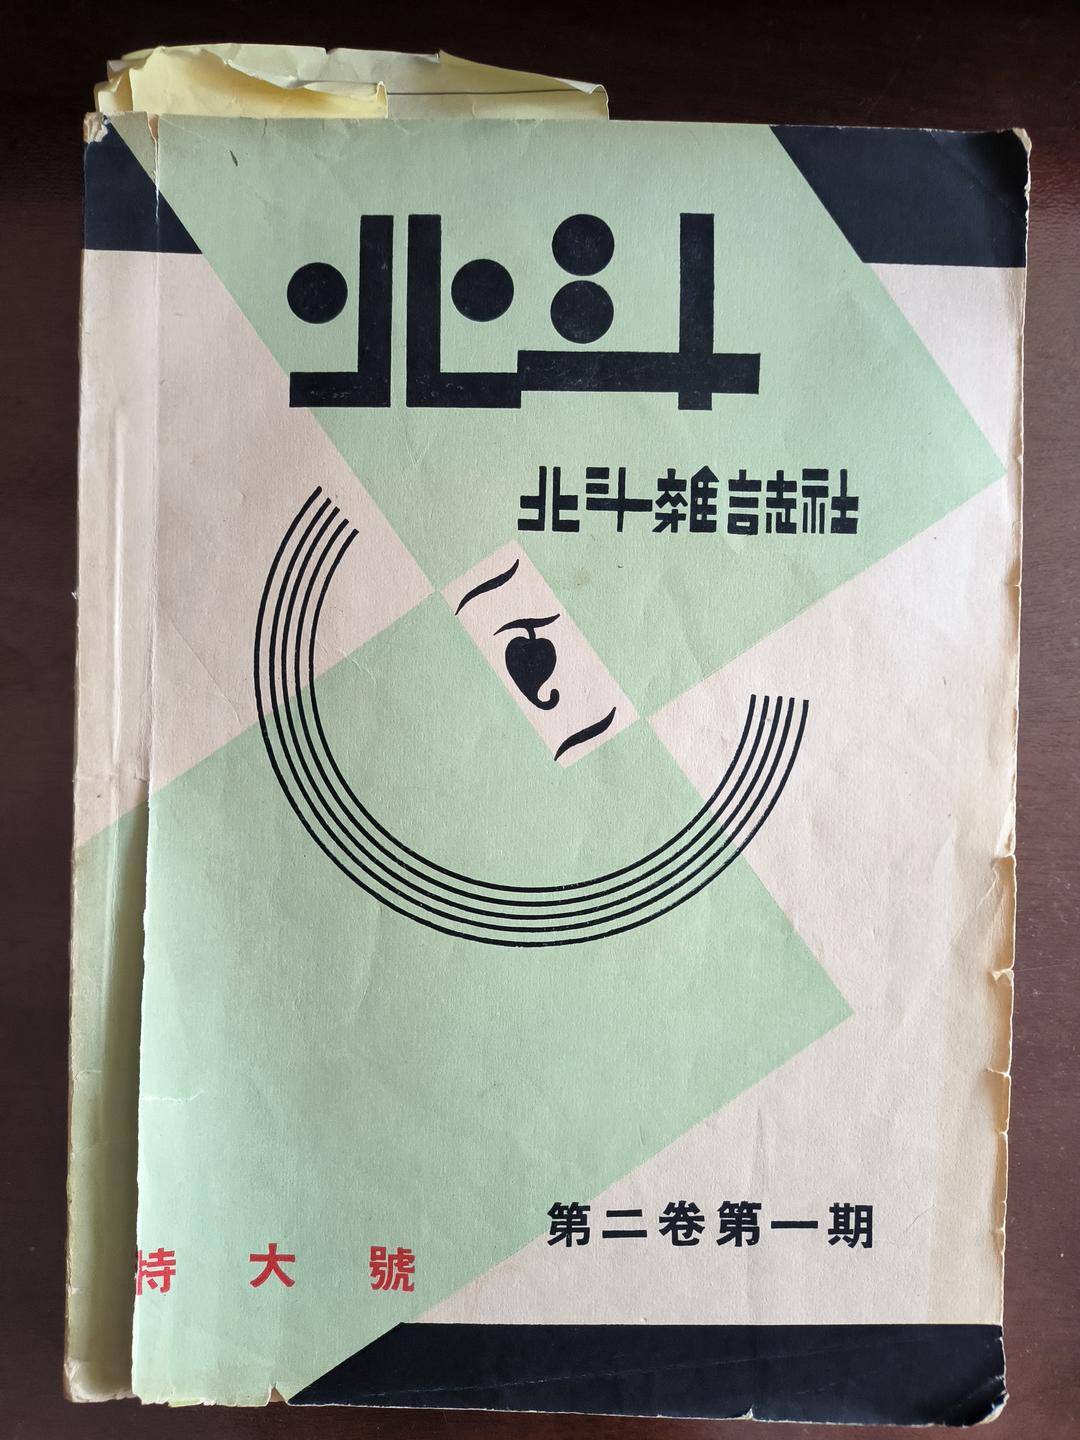 北斗
北斗雜誌社
第二卷第一期
特大號